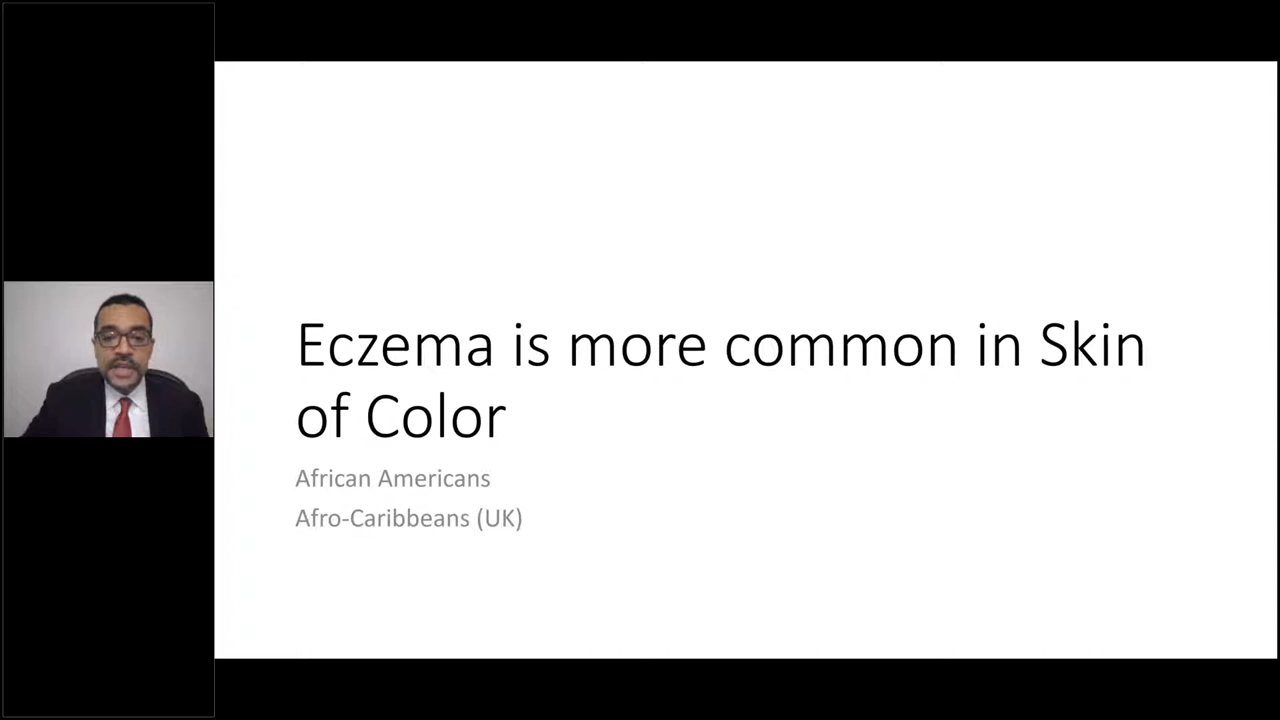 Eczema is more common in Skin
of Color
African Americans
Afro-Caribbeans (UK)